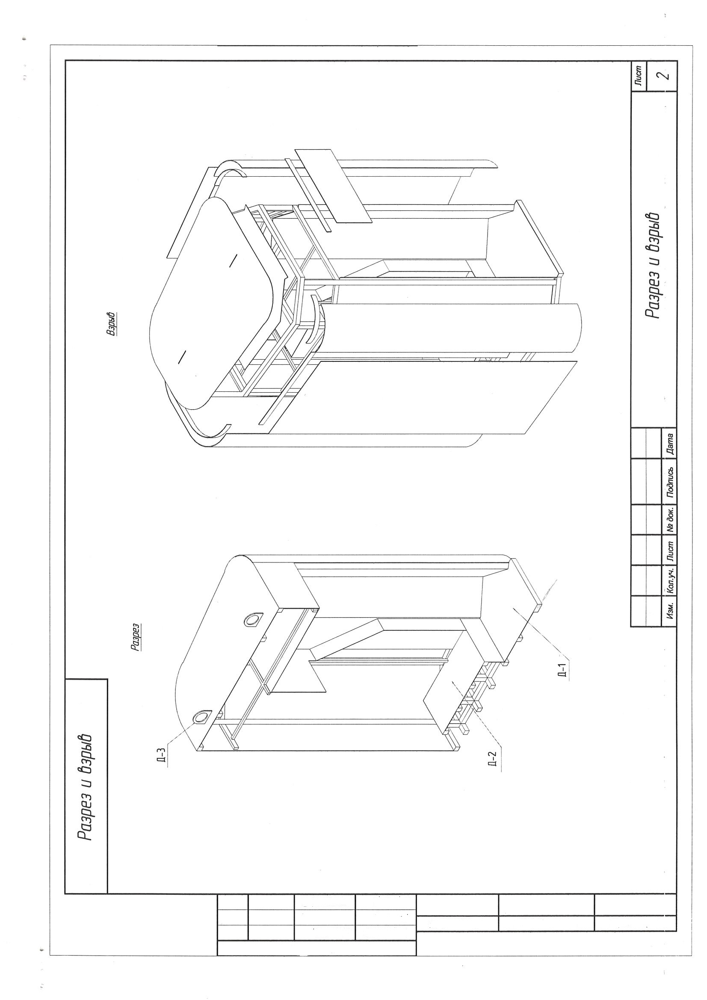 Разрез и взрыв
Разрез
Взрыв
Д-3
Д-2
Д-1
Изм. Кол.уч. Лист № док. Подпись Дата
Разрез и взрыв
Лист
2